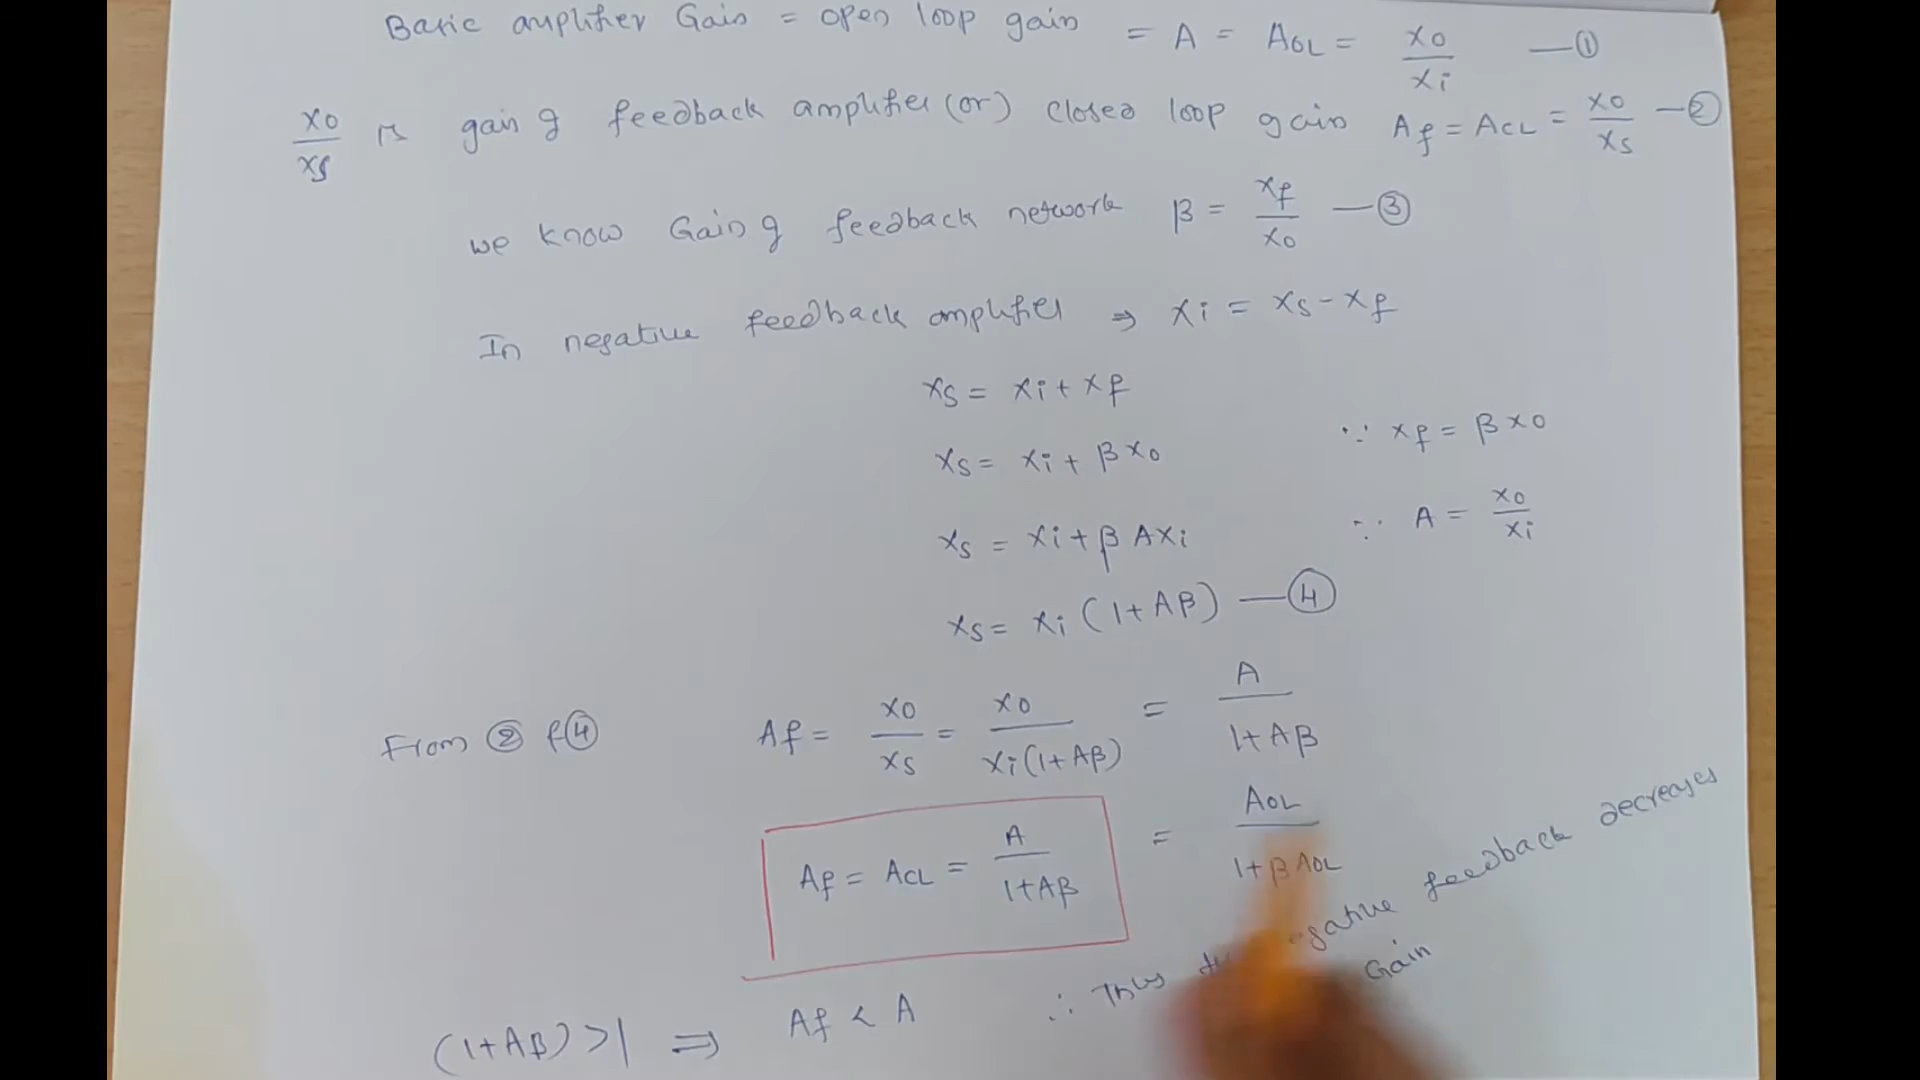 Basic amplifier Gain = open loop gain = A = AOL = xo/xi —①
xo/xs is gain of feedback amplifier (or) closed loop gain Af = ACL = xo/xs —②
we know Gain of feedback network β = xf/xo —③
In negative feedback amplifier ⇒ xi = xs - xf
xs = xi + xf
xs = xi + βxo ∵ xf = βxo
xs = xi + βAxi ∵ A = xo/xi
xs = xi (1+Aβ) —④
From ② & ④ Af = xo/xs = xo/xi(1+Aβ) = A/1+Aβ
Af = ACL = A/1+Aβ = AOL/1+βAOL
(1+Aβ) >1 ⇒ Af < A ∴ Thus feedback decreases
Gain